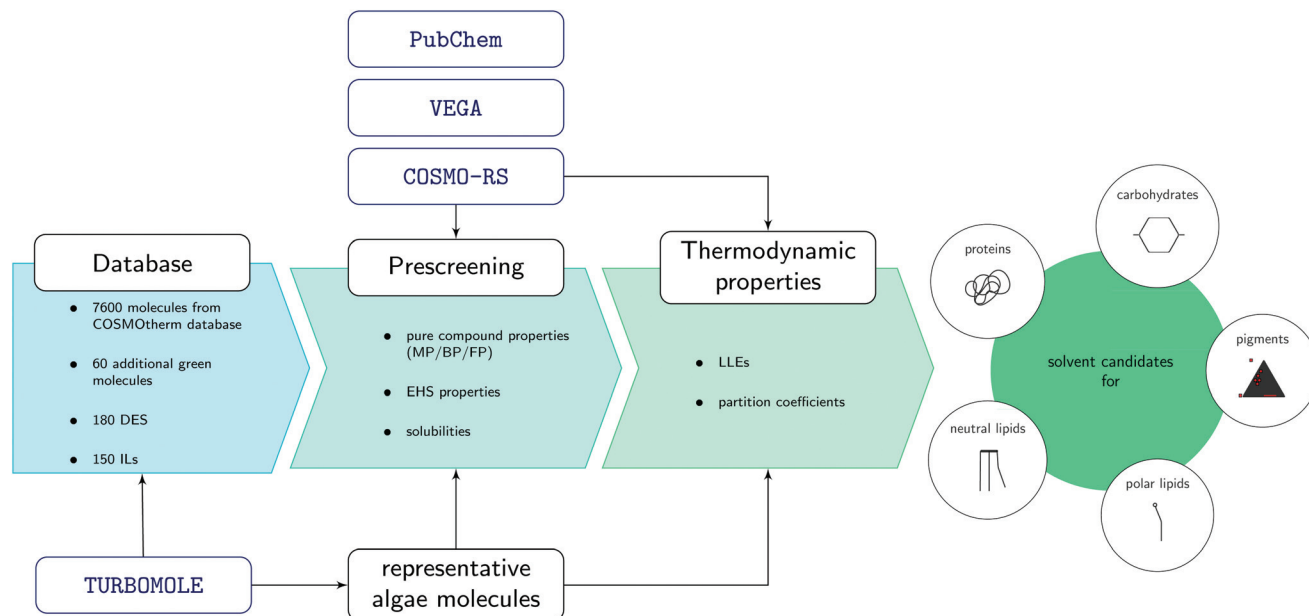 PubChem
VEGA
COSMO-RS
Database
7600 molecules from
COSMOtherm database
60 additional green
molecules
180 DES
150 ILs
Prescreening
pure compound properties
(MP/BP/FP)
EHS properties
solubilities
Thermodynamic
properties
LLEs
partition coefficients
TURBOMOLE
representative
algae molecules
solvent candidates
for
carbohydrates
proteins
pigments
neutral lipids
polar lipids